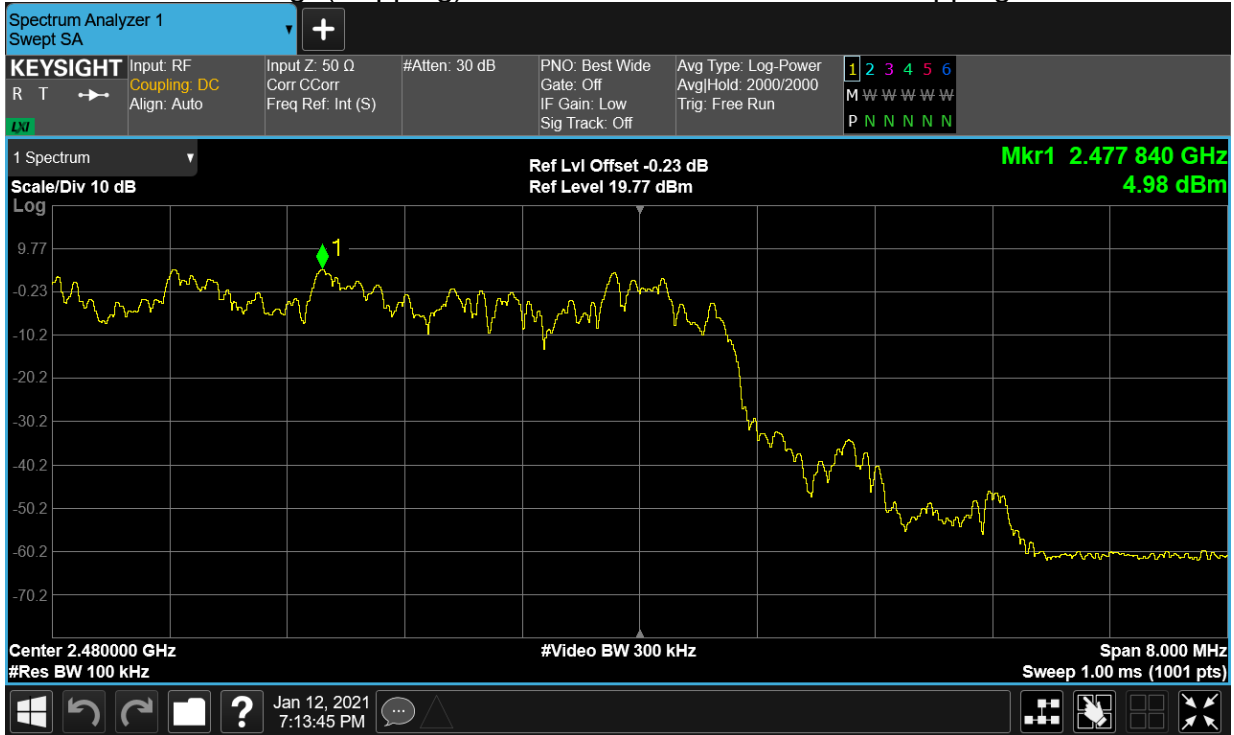 Spectrum Analyzer 1
Swept SA
KEYSIGHT
R T
LXI
Input: RF
Coupling: DC
Align: Auto
Input Z: 50 Ω
Corr CCorr
Freq Ref: Int (S)
#Atten: 30 dB
PNO: Best Wide
Gate: Off
IF Gain: Low
Sig Track: Off
Avg Type: Log-Power
Avg|Hold: 2000/2000
Trig: Free Run
1 2 3 4 5 6
M W W W W W
P N N N N N
1 Spectrum
Scale/Div 10 dB
Log
Ref Lvl Offset -0.23 dB
Ref Level 19.77 dBm
Mkr1 2.477 840 GHz
4.98 dBm
1
9.77
-0.23
-10.2
-20.2
-30.2
-40.2
-50.2
-60.2
-70.2
Center 2.480000 GHz
#Video BW 300 kHz
Span 8.000 MHz
#Res BW 100 kHz
Sweep 1.00 ms (1001 pts)
?
Jan 12, 2021
7:13:45 PM